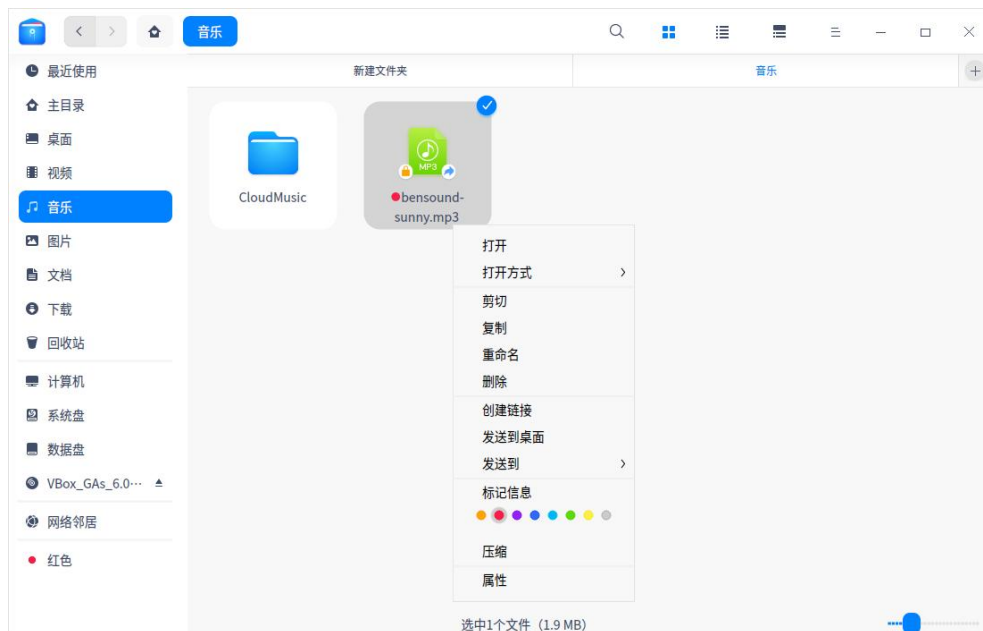 音乐
新建文件夹
音乐
最近使用
主目录
桌面
视频
音乐
图片
文档
下载
回收站
计算机
系统盘
数据盘
VBox_GAs_6.0···
网络邻居
红色
CloudMusic
MP3
bensound-
sunny.mp3
打开
打开方式
剪切
复制
重命名
删除
创建链接
发送到桌面
发送到
标记信息
压缩
属性
选中1个文件（1.9 MB）